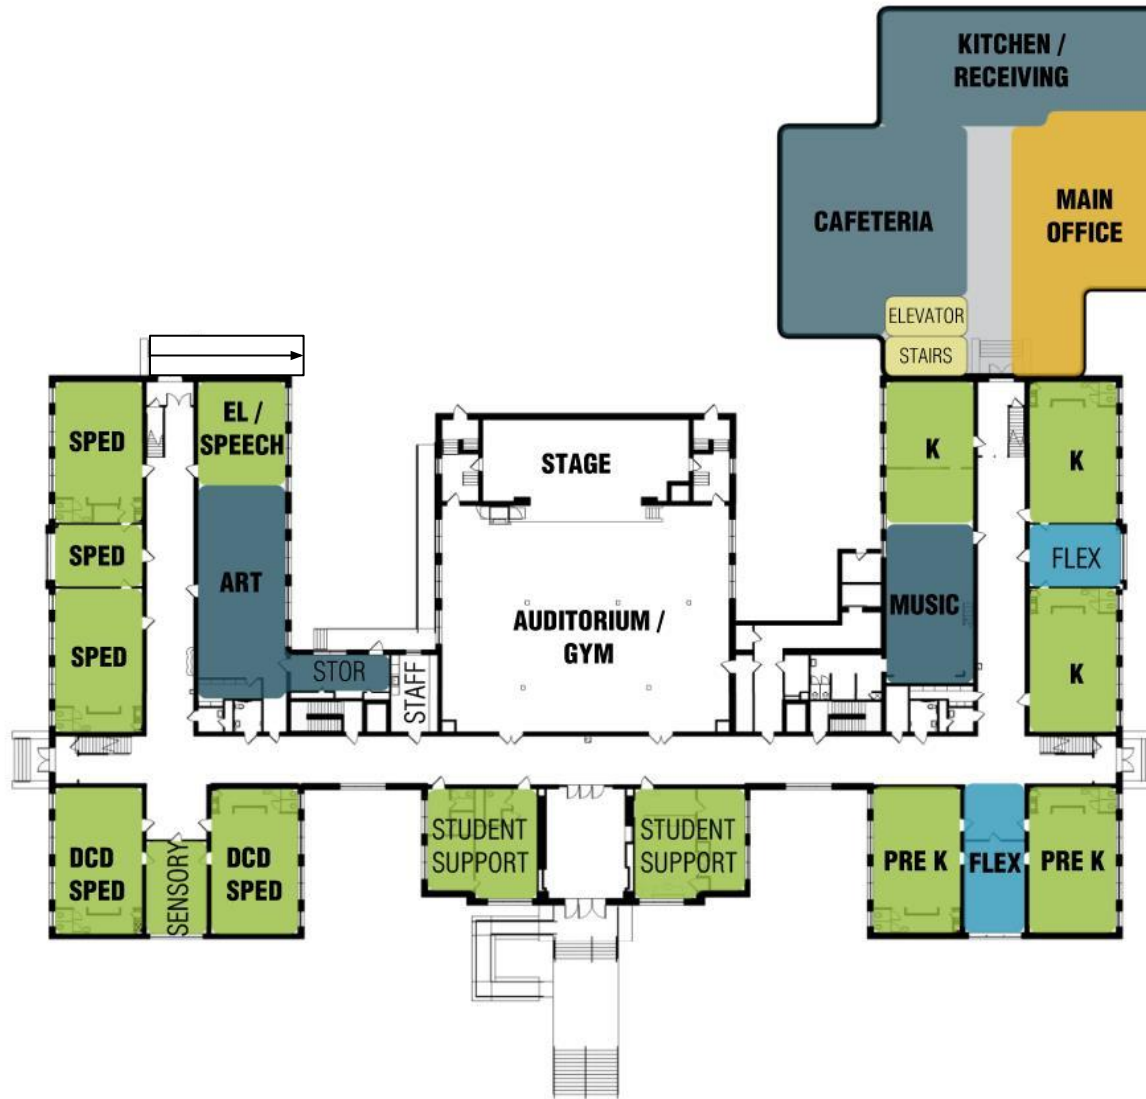 KITCHEN /
RECEIVING
MAIN
OFFICE
CAFETERIA
ELEVATOR
STAIRS
SPED
EL /
SPEECH
STAGE
K
K
SPED
ART
FLEX
MUSIC
AUDITORIUM /
GYM
SPED
STOR
STAFF
K
DCD
SPED
SENSORY
DCD
SPED
STUDENT
SUPPORT
STUDENT
SUPPORT
PRE K
FLEX
PRE K